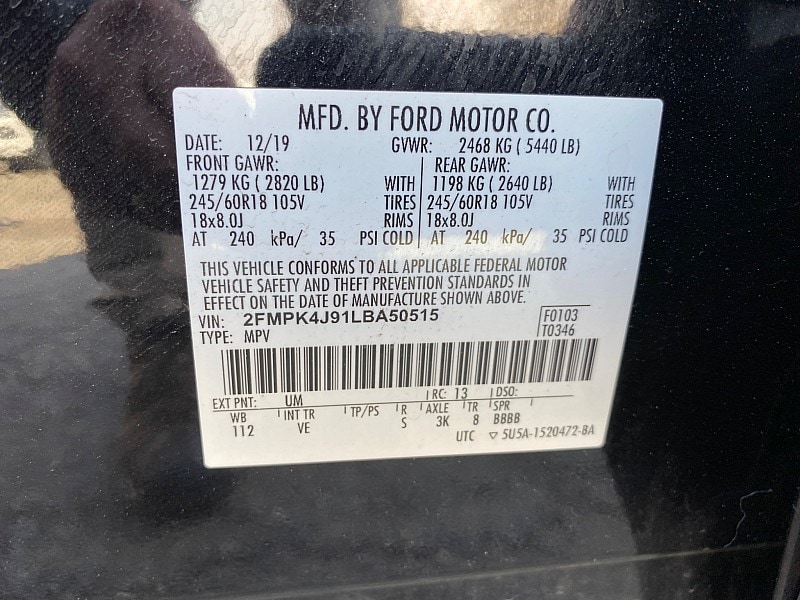 MFD. BY FORD MOTOR CO.
DATE: 12/19 GVWR: 2468 KG ( 5440 LB)
FRONT GAWR: REAR GAWR:
1279 KG ( 2820 LB) WITH 1198 KG ( 2640 LB) WITH
245/60R18 105V TIRES 245/60R18 105V TIRES
18x8.0J RIMS 18x8.0J RIMS
AT 240 kPa/ 35 PSI COLD AT 240 kPa/ 35 PSI COLD
THIS VEHICLE CONFORMS TO ALL APPLICABLE FEDERAL MOTOR
VEHICLE SAFETY AND THEFT PREVENTION STANDARDS IN
EFFECT ON THE DATE OF MANUFACTURE SHOWN ABOVE.
VIN: 2FMPK4J91LBA50515 F0103
TYPE: MPV T0346
EXT PNT: UM RC: 13 DSO:
WB INT TR TP/PS R AXLE TR SPR
112 VE S 3K 8 BBBB
UTC ▽ 5U5A-1520472-BA